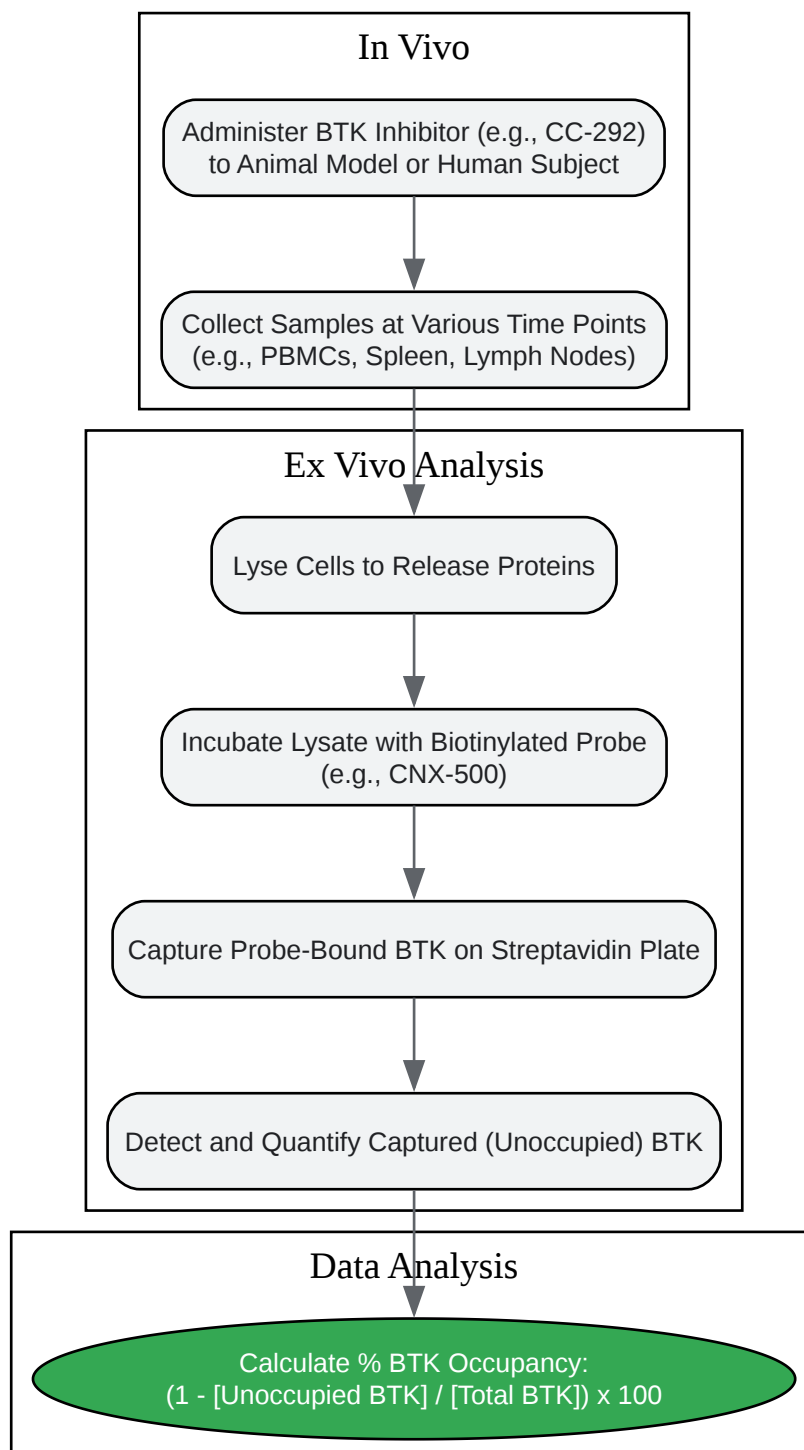 In Vivo
Administer BTK Inhibitor (e.g., CC-292)
to Animal Model or Human Subject
Collect Samples at Various Time Points
(e.g., PBMCs, Spleen, Lymph Nodes)
Ex Vivo Analysis
Lyse Cells to Release Proteins
Incubate Lysate with Biotinylated Probe
(e.g., CNX-500)
Capture Probe-Bound BTK on Streptavidin Plate
Detect and Quantify Captured (Unoccupied) BTK
Data Analysis
Calculate % BTK Occupancy:
(1 - [Unoccupied BTK] / [Total BTK]) x 100